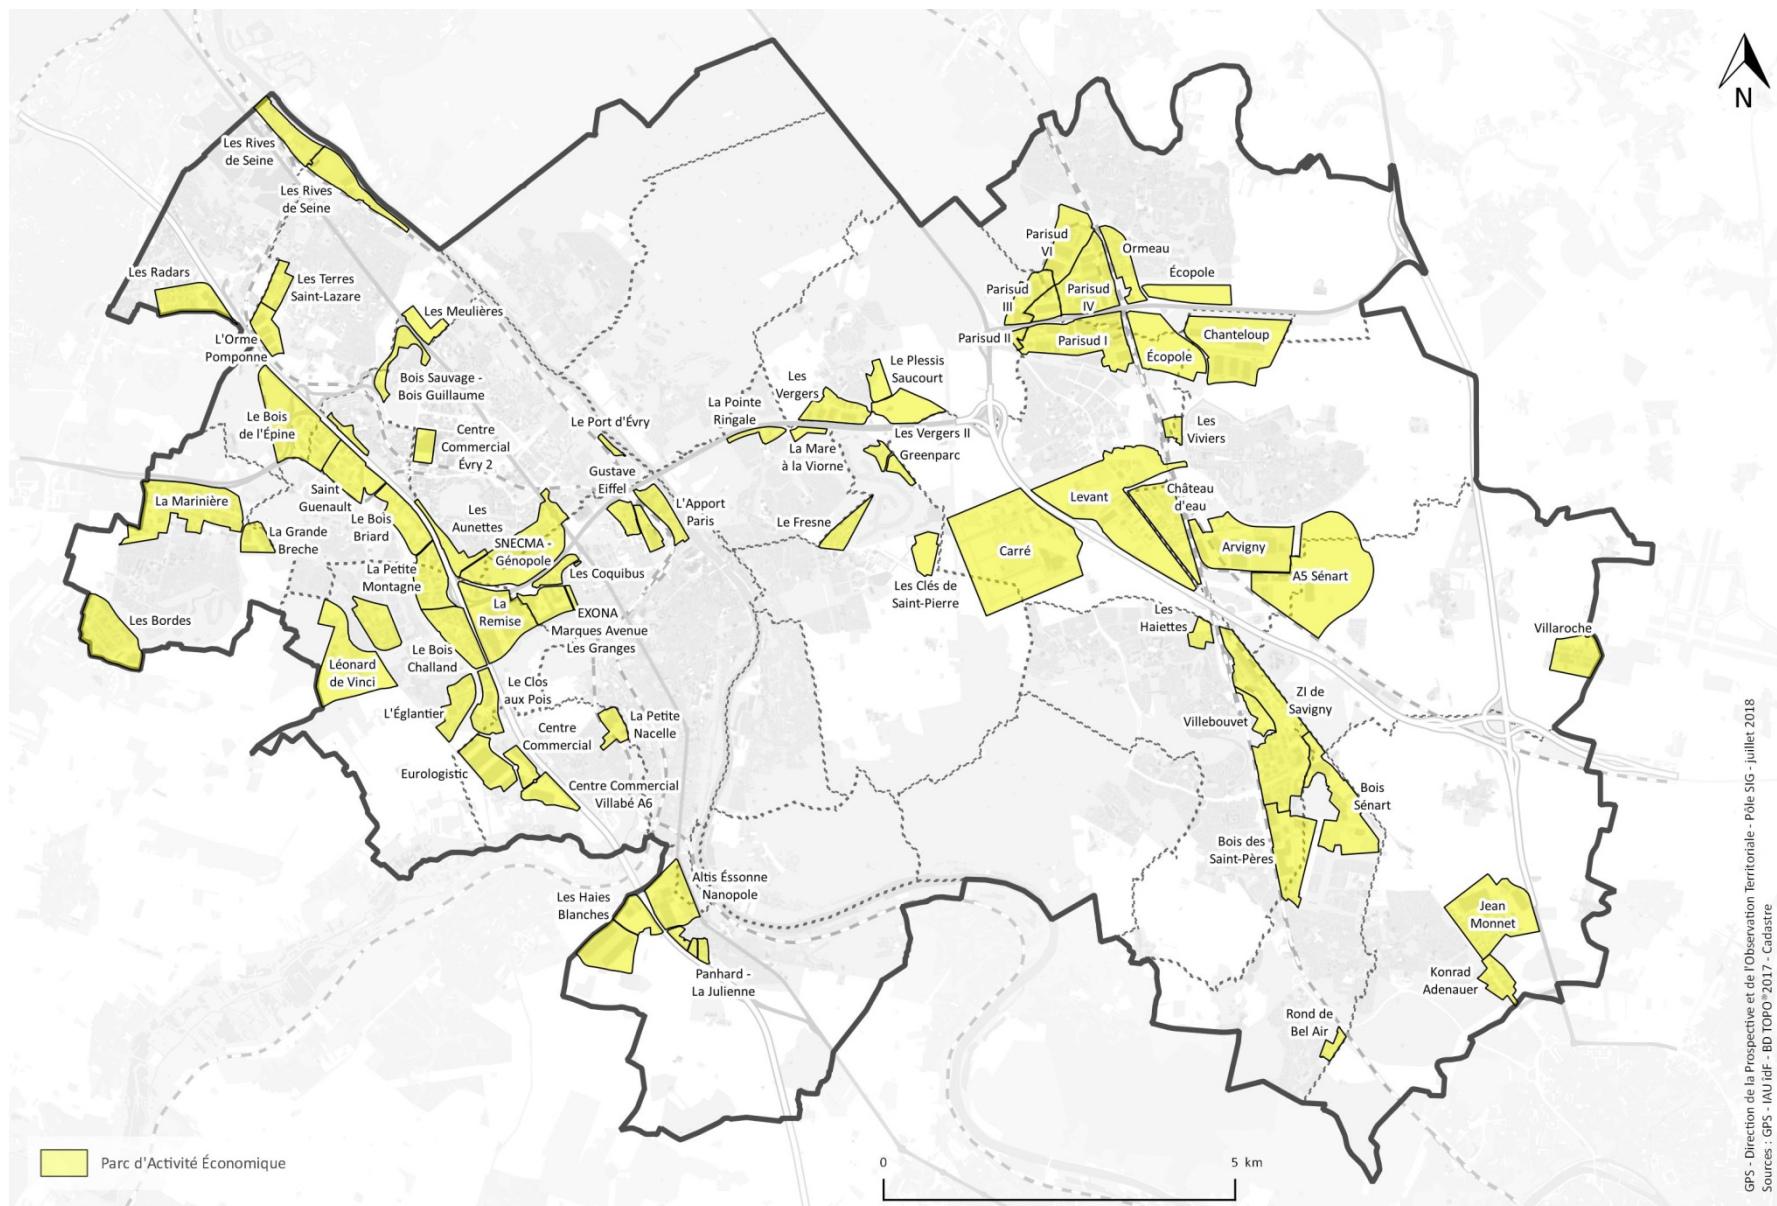 N
Les Rives
de Seine
Les Rives
de Seine
Les Radars
Les Terres
Saint-Lazare
L'Orme
Pomponne
Les Meulières
Bois Sauvage -
Bois Guillaume
Le Bois
de l'Épine
Centre
Commercial
Évry 2
Le Port d'Évry
Gustave
Eiffel
L'Apport
Paris
La Marinière
La Grande
Breche
Saint
Guenault
Le Bois
Briard
Les
Aunettes
SNECMA -
Génopole
Les Coquibus
La Petite
Montagne
La
Remise
EXONA
Marques Avenue
Les Granges
Les Bordes
Léonard
de Vinci
Le Bois
Challand
L'Églantier
Le Clos
aux Pois
Centre
Commercial
La Petite
Nacelle
Eurologistic
Centre Commercial
Villabé A6
Les Haies
Blanches
Altis Éssonne
Nanopole
Panhard -
La Julienne
La Pointe
Ringale
Les
Vergers
Le Plessis
Saucourt
La Mare
à la Viorne
Les Vergers II
Greenparc
Le Fresne
Les Clés de
Saint-Pierre
Carré
Parisud
VI
Ormeau
Écopole
Parisud
III
Parisud
IV
Parisud II
Parisud I
Écopole
Chanteloup
Les
Viviers
Levant
Château
d'eau
Arvigny
A5 Sénart
Les
Haiettes
Villaroche
ZI de
Savigny
Villebouvet
Bois
Sénart
Bois des
Saint-Pères
Jean
Monnet
Konrad
Adenauer
Rond de
Bel Air
Parc d'Activité Économique
0 5 km
GPS - Direction de la Prospective et de l'Observation Territoriale - Pôle SIG - juillet 2018
Sources : GPS - IAU îdF - BD TOPO®2017 - Cadastre